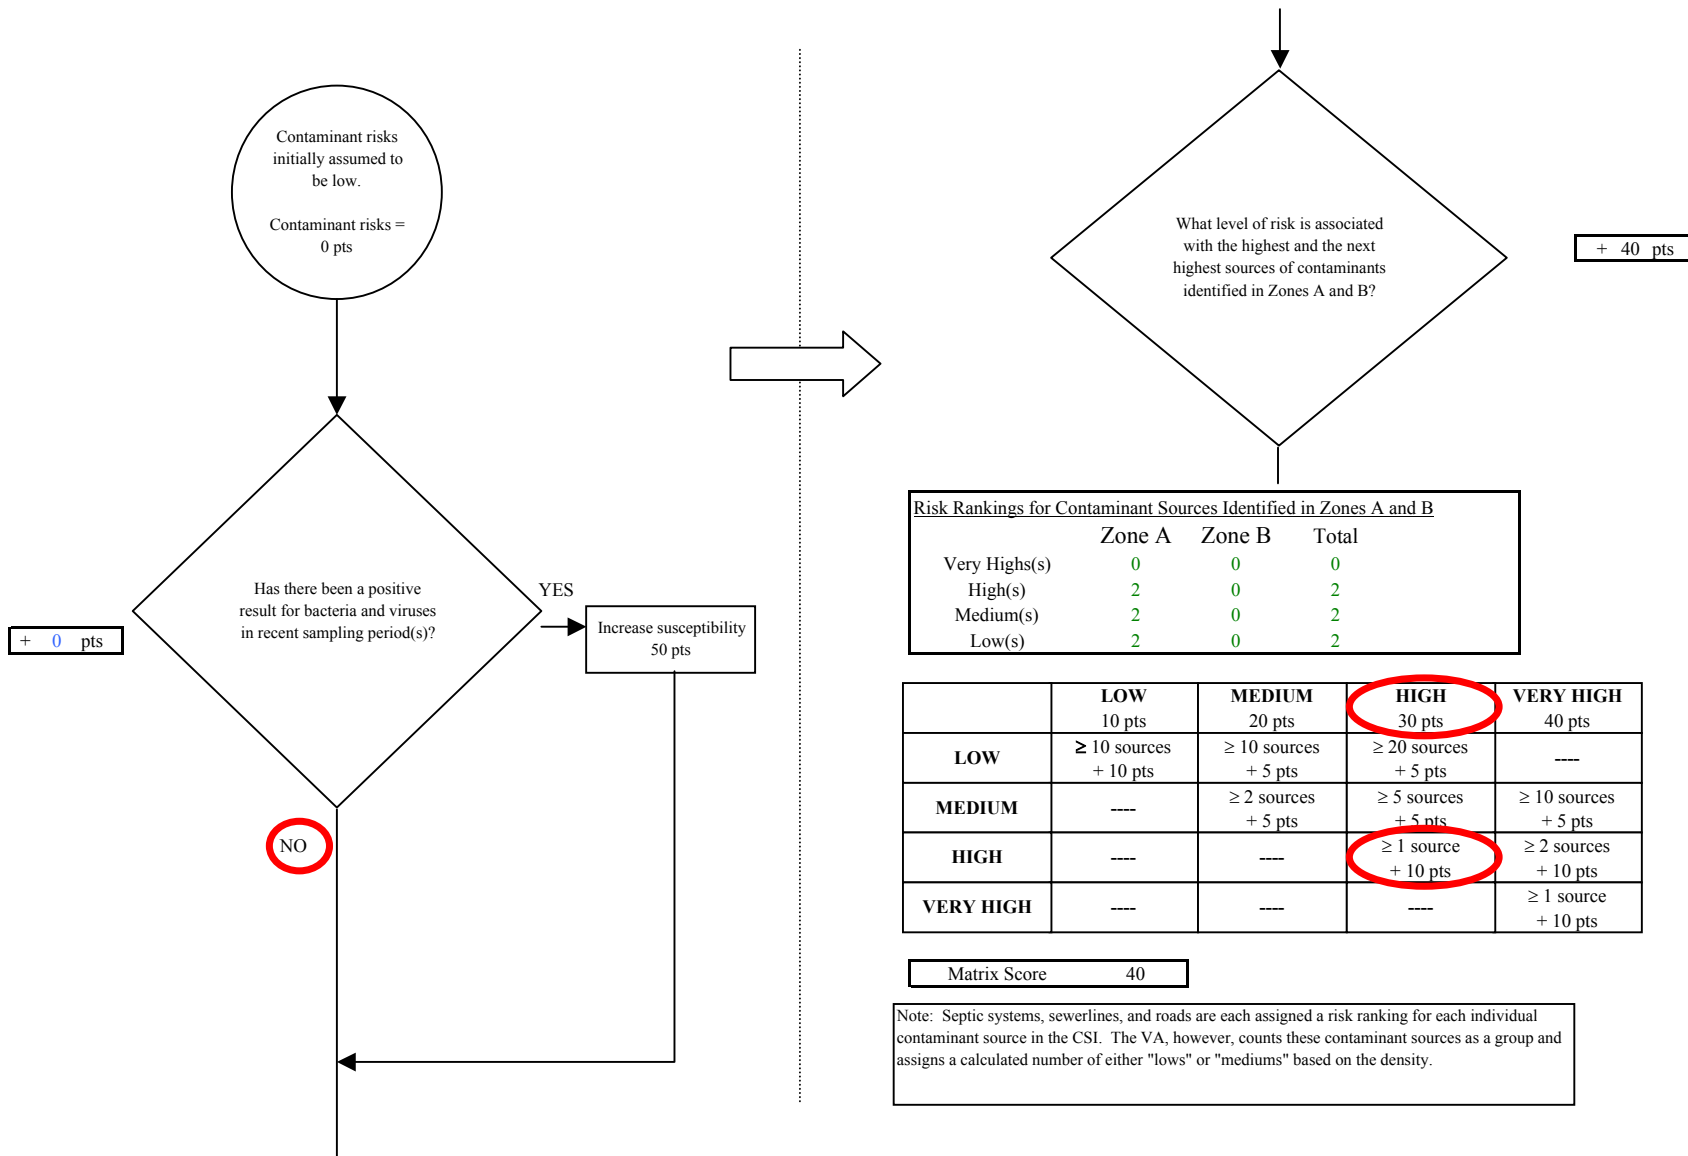 Contaminant risks
initially assumed to
be low.
Contaminant risks =
0 pts
Has there been a positive
result for bacteria and viruses
in recent sampling period(s)?
+ 0 pts
YES
Increase susceptibility
50 pts
NO
What level of risk is associated
with the highest and the next
highest sources of contaminants
identified in Zones A and B?
+ 40 pts
Risk Rankings for Contaminant Sources Identified in Zones A and B
Zone A Zone B Total
Very Highs(s) 0 0 0
High(s) 2 0 2
Medium(s) 2 0 2
Low(s) 2 0 2
LOW MEDIUM HIGH VERY HIGH
10 pts 20 pts 30 pts 40 pts
LOW ≥ 10 sources + 10 pts ≥ 10 sources + 5 pts ≥ 20 sources + 5 pts ----
MEDIUM ---- ≥ 2 sources + 5 pts ≥ 5 sources + 5 pts ≥ 10 sources + 5 pts
HIGH ---- ---- ≥ 1 source + 10 pts ≥ 2 sources + 10 pts
VERY HIGH ---- ---- ---- ≥ 1 source + 10 pts
Matrix Score 40
Note: Septic systems, sewerlines, and roads are each assigned a risk ranking for each individual
contaminant source in the CSI. The VA, however, counts these contaminant sources as a group and
assigns a calculated number of either "lows" or "mediums" based on the density.